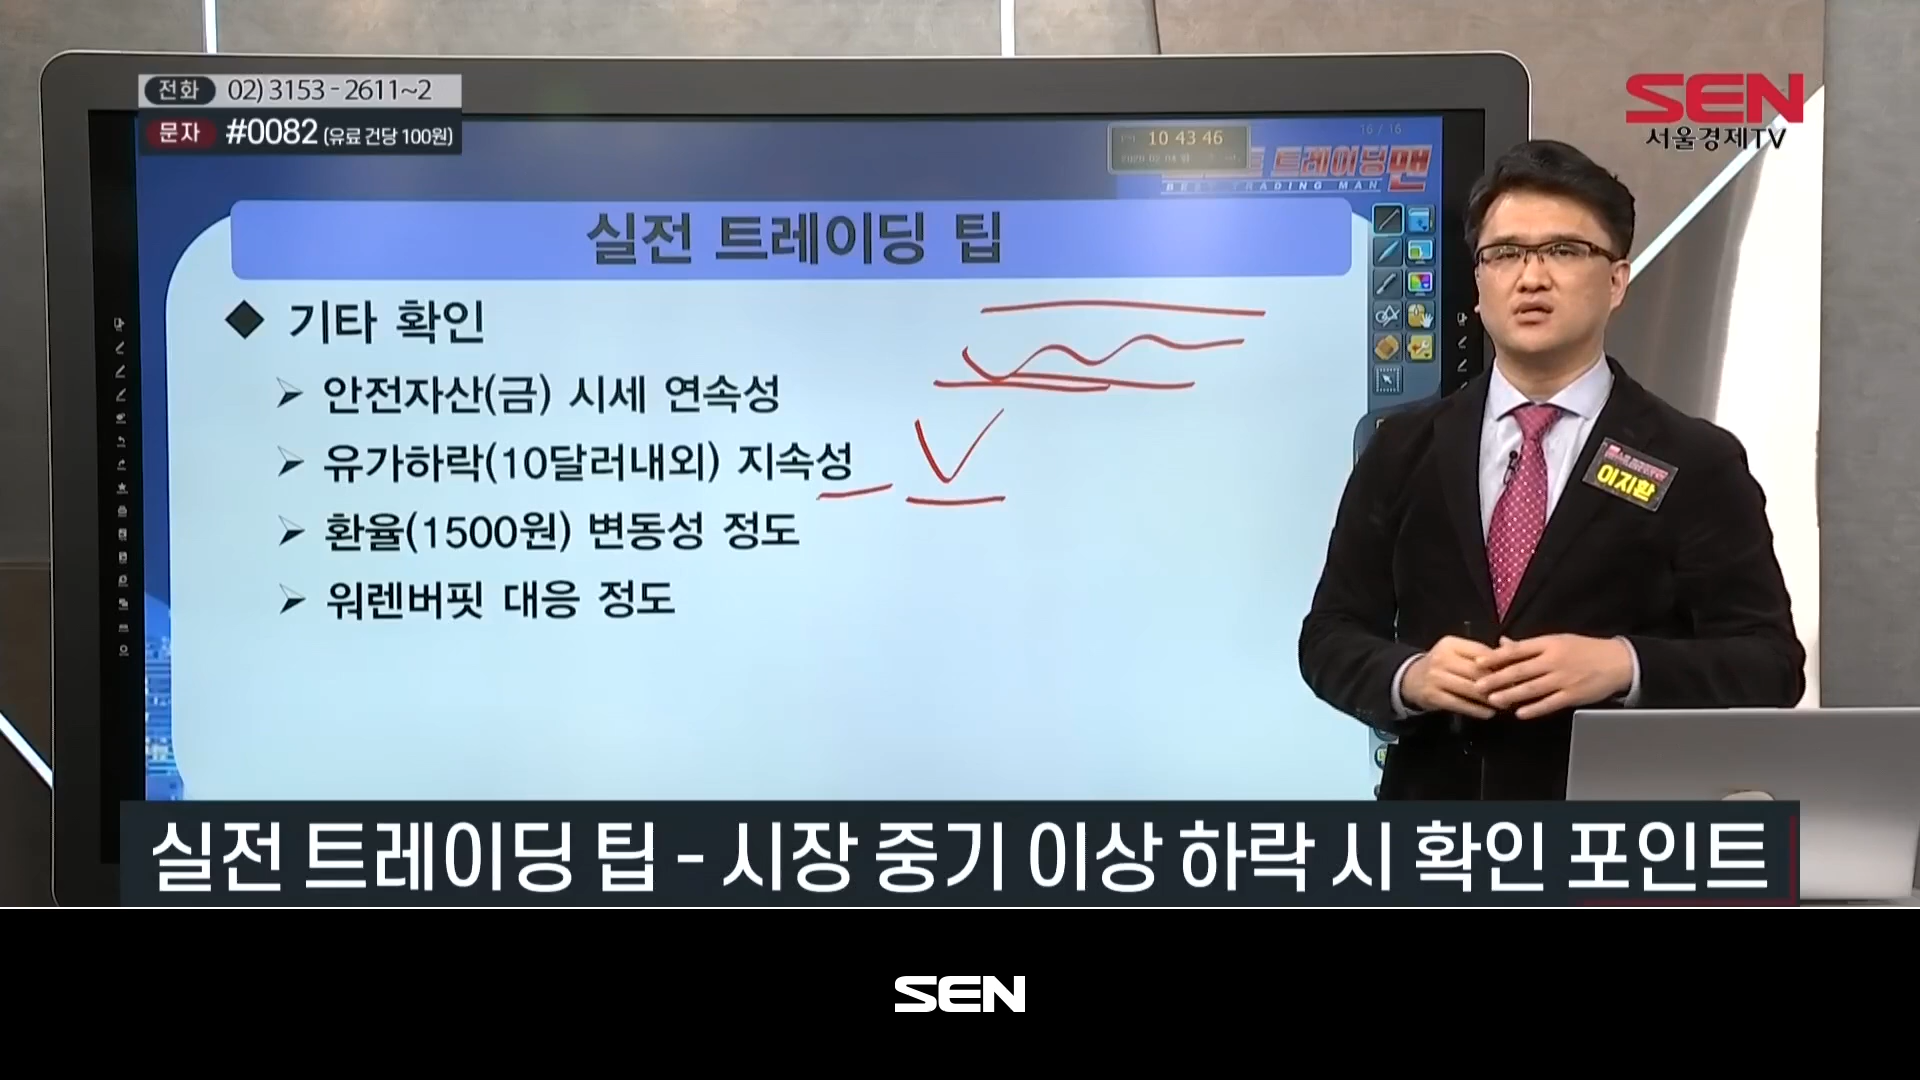 전화 02) 3153-2611~2
문자 #0082 (유료 건당 100원)
10 43 46
16 / 16
SEN
서울경제TV
트레이딩맨
TRADING MAN
실전 트레이딩 팁
◆ 기타 확인
➢ 안전자산(금) 시세 연속성
➢ 유가하락(10달러내외) 지속성
➢ 환율(1500원) 변동성 정도
➢ 워렌버핏 대응 정도
이지환
실전 트레이딩 팁 - 시장 중기 이상 하락 시 확인 포인트
SEN